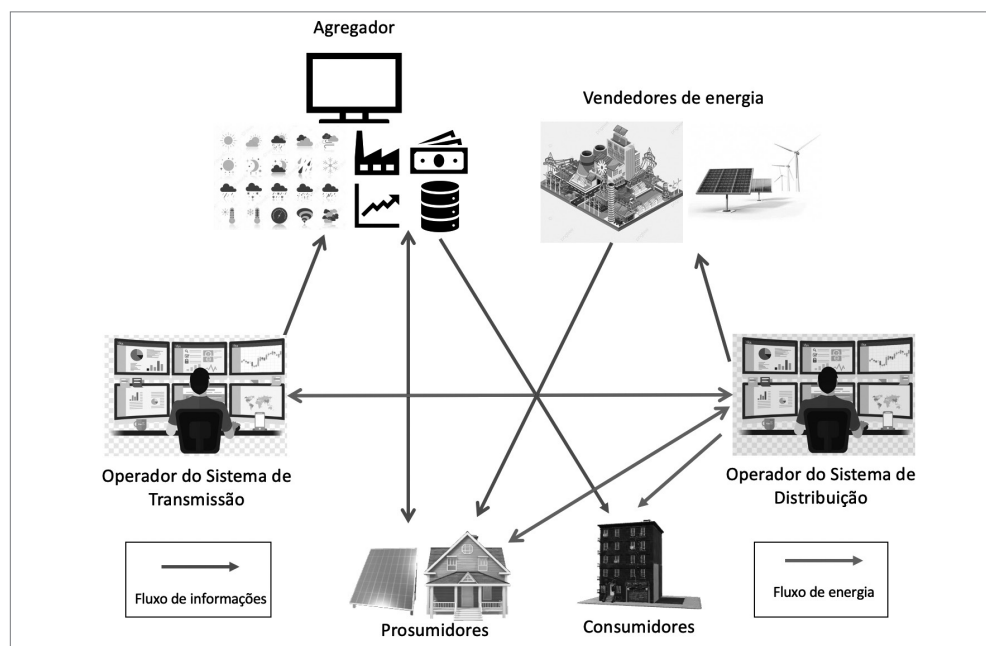 Agregador
Vendedores de energia
Operador do Sistema de
Transmissão
Operador do Sistema de
Distribuição
Fluxo de informações
Fluxo de energia
Prosumidores
Consumidores